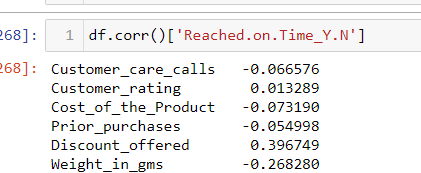 268]: 1 df.corr()['Reached.on.Time_Y.N']
268]: Customer_care_calls -0.066576
Customer_rating 0.013289
Cost_of_the_Product -0.073190
Prior_purchases -0.054998
Discount_offered 0.396749
Weight_in_gms -0.268280